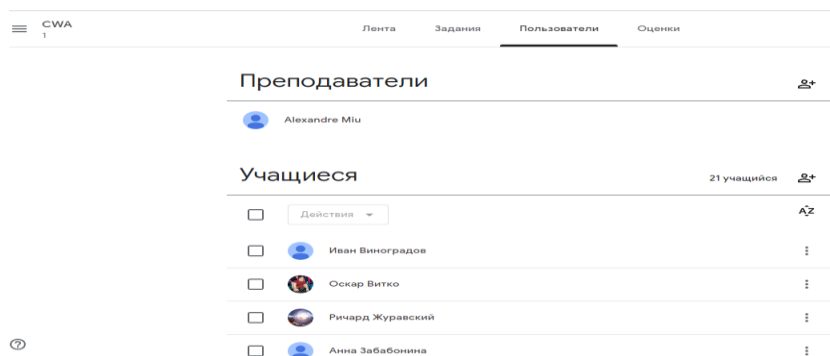 CWA
1
Лента Задания Пользователи Оценки
Преподаватели
Alexandre Miu
Учащиеся
21 учащийся
Действия
AZ
Иван Виноградов
Оскар Витко
Ричард Журавский
Анна Забабонина